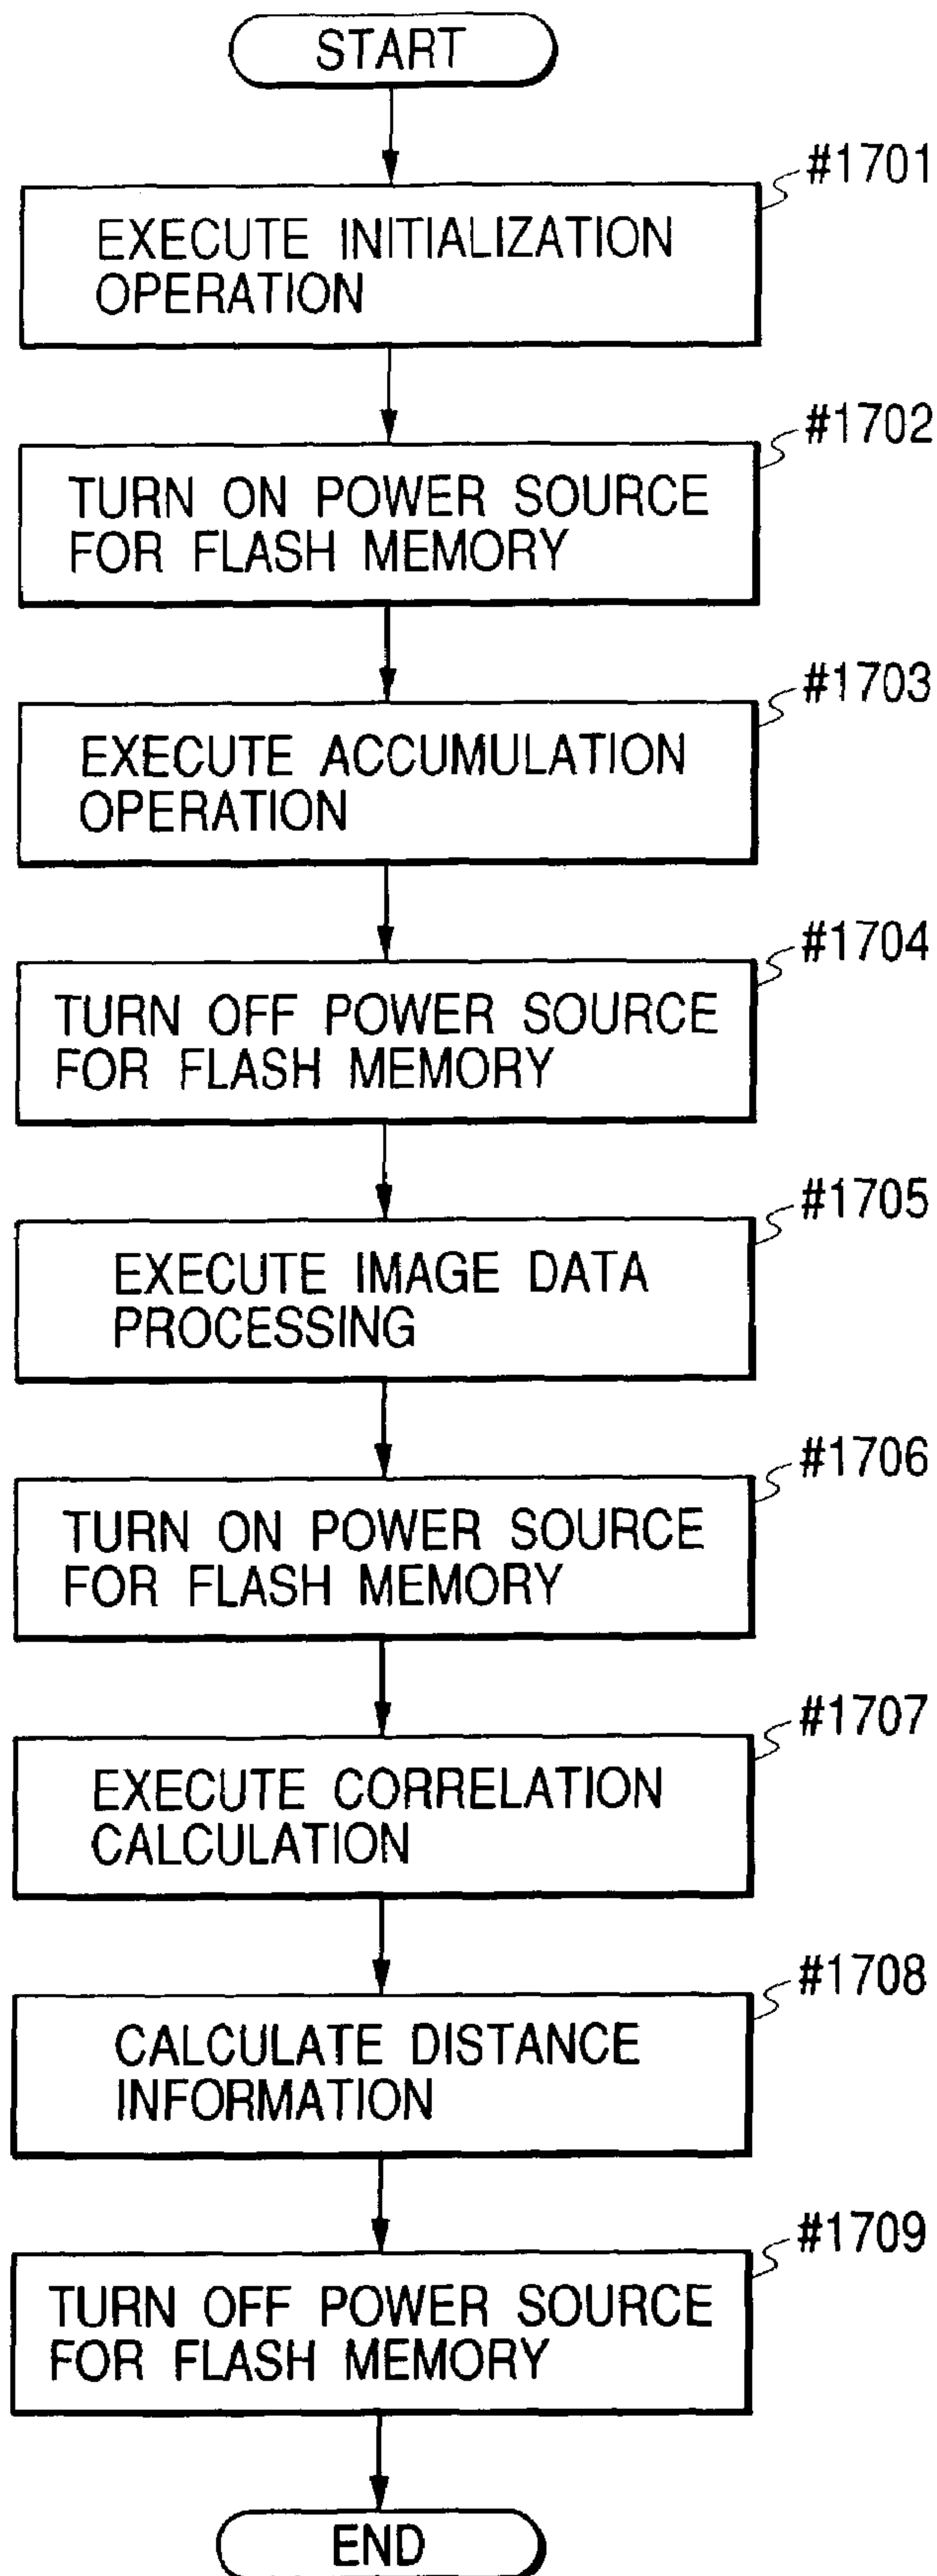 START
#1701
EXECUTE INITIALIZATION
OPERATION
#1702
TURN ON POWER SOURCE
FOR FLASH MEMORY
#1703
EXECUTE ACCUMULATION
OPERATION
#1704
TURN OFF POWER SOURCE
FOR FLASH MEMORY
#1705
EXECUTE IMAGE DATA
PROCESSING
#1706
TURN ON POWER SOURCE
FOR FLASH MEMORY
#1707
EXECUTE CORRELATION
CALCULATION
#1708
CALCULATE DISTANCE
INFORMATION
#1709
TURN OFF POWER SOURCE
FOR FLASH MEMORY
END